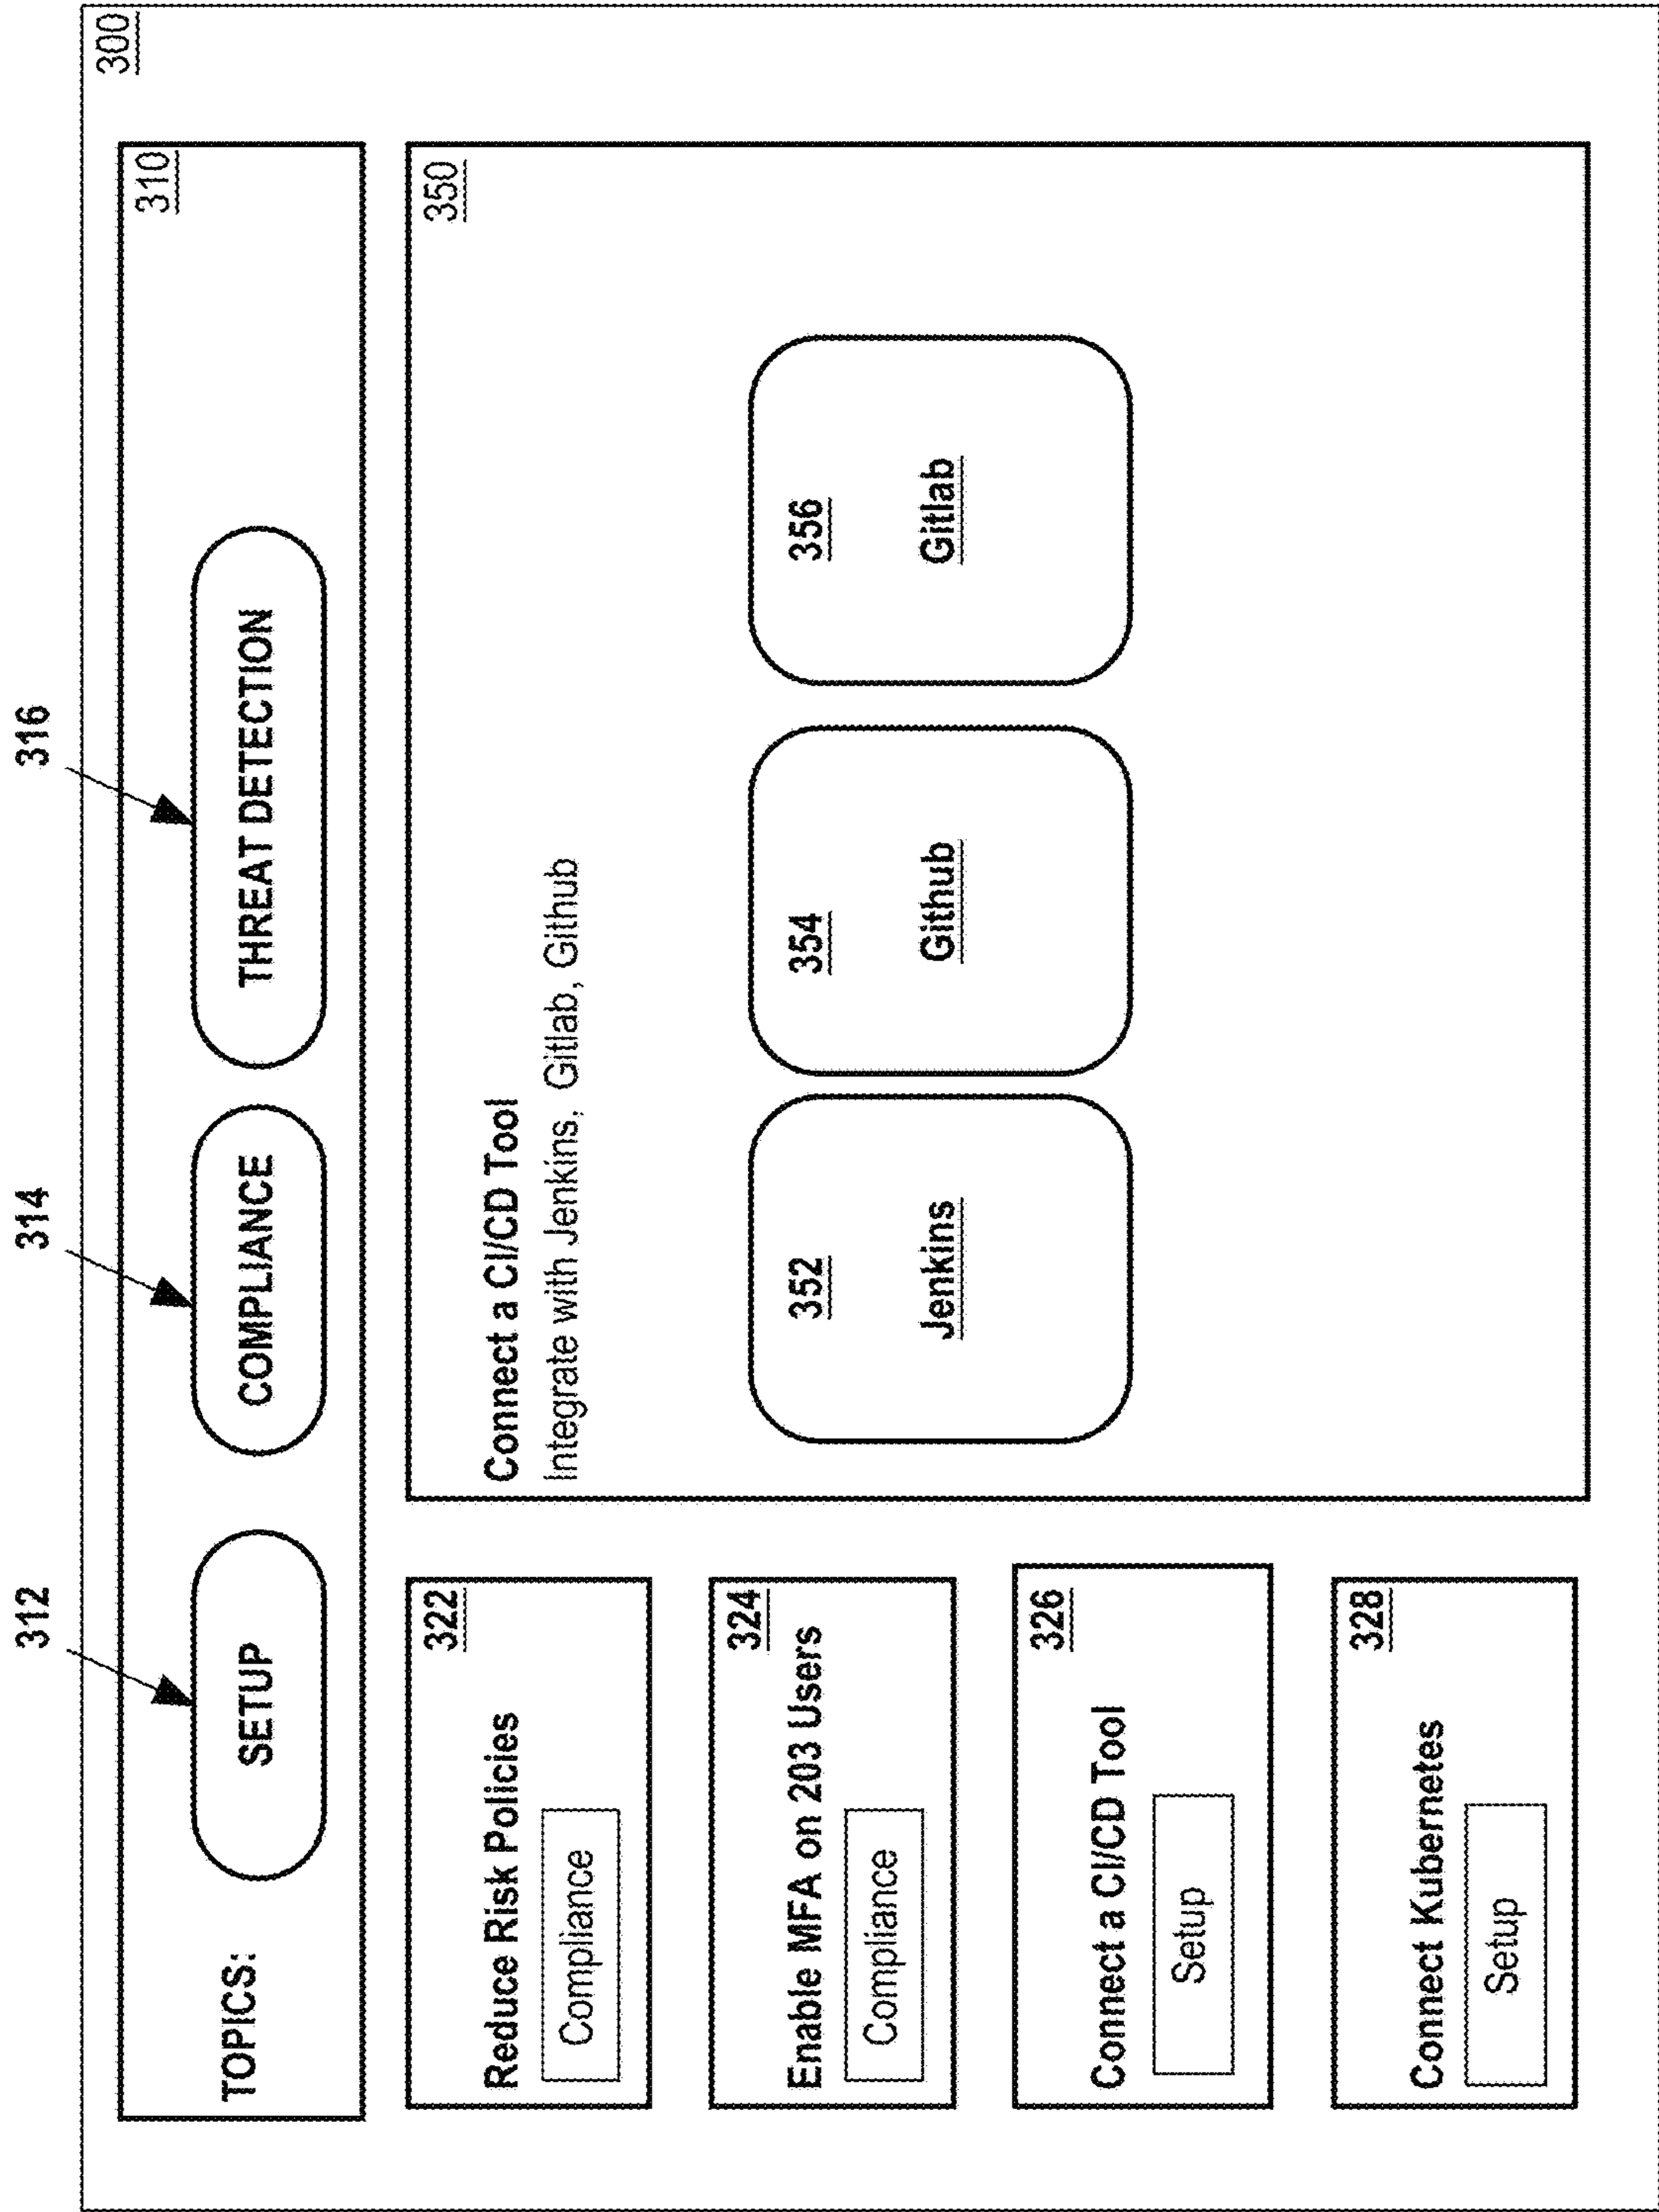 312
314
316
300
310
TOPICS:
SETUP
COMPLIANCE
THREAT DETECTION
322
Reduce Risk Policies
Compliance
324
Enable MFA on 203 Users
Compliance
326
Connect a CI/CD Tool
Setup
328
Connect Kubernetes
Setup
350
Connect a CI/CD Tool
Integrate with Jenkins, Gitlab, Github
352
Jenkins
354
Github
356
Gitlab